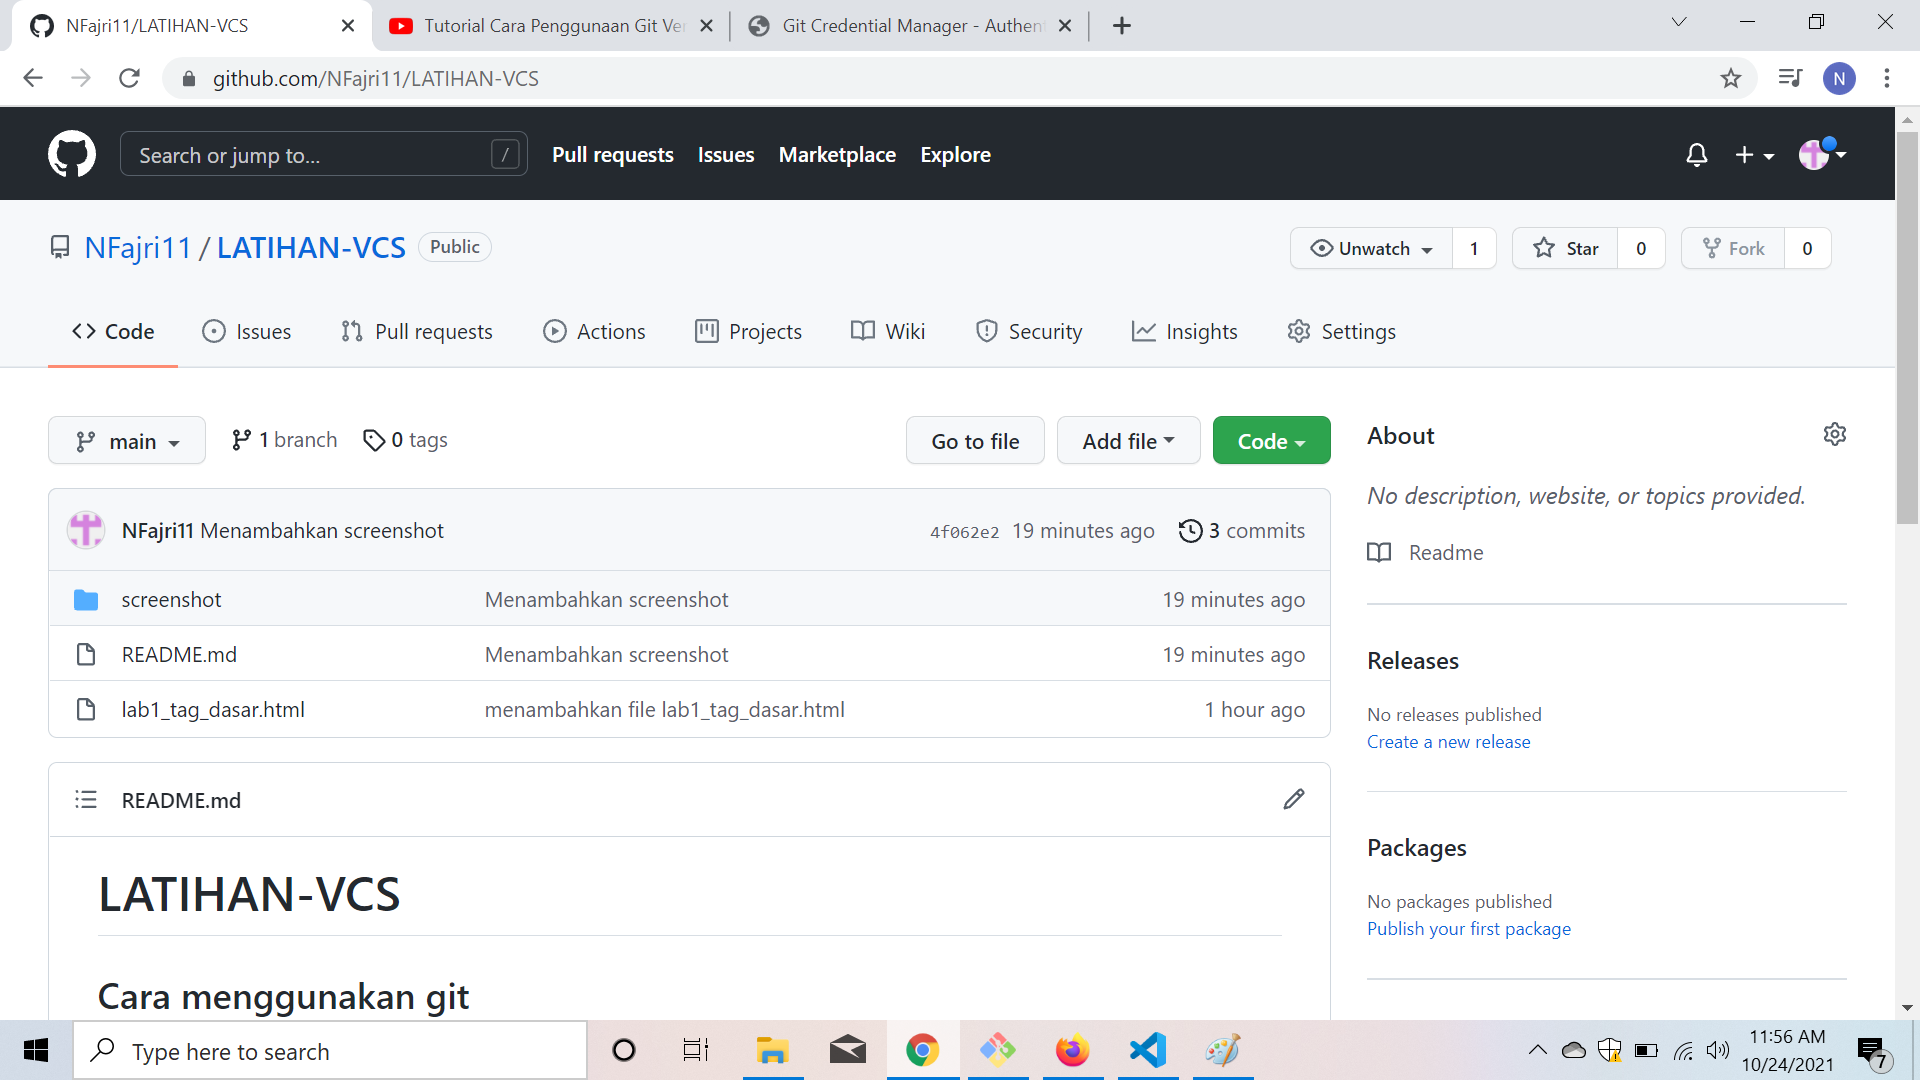 NFajri11/LATIHAN-VCS
Tutorial Cara Penggunaan Git Ver
Git Credential Manager - Authent
github.com/NFajri11/LATIHAN-VCS
N
Search or jump to... /
Pull requests Issues Marketplace Explore
NFajri11 / LATIHAN-VCS Public
Unwatch 1 Star 0 Fork 0
Code Issues Pull requests Actions Projects Wiki Security Insights Settings
main 1 branch 0 tags Go to file Add file Code
NFajri11 Menambahkan screenshot 4f062e2 19 minutes ago 3 commits
screenshot Menambahkan screenshot 19 minutes ago
README.md Menambahkan screenshot 19 minutes ago
lab1_tag_dasar.html menambahkan file lab1_tag_dasar.html 1 hour ago
README.md
LATIHAN-VCS
Cara menggunakan git
About
No description, website, or topics provided.
Readme
Releases
No releases published
Create a new release
Packages
No packages published
Publish your first package
Type here to search
11:56 AM
10/24/2021
7